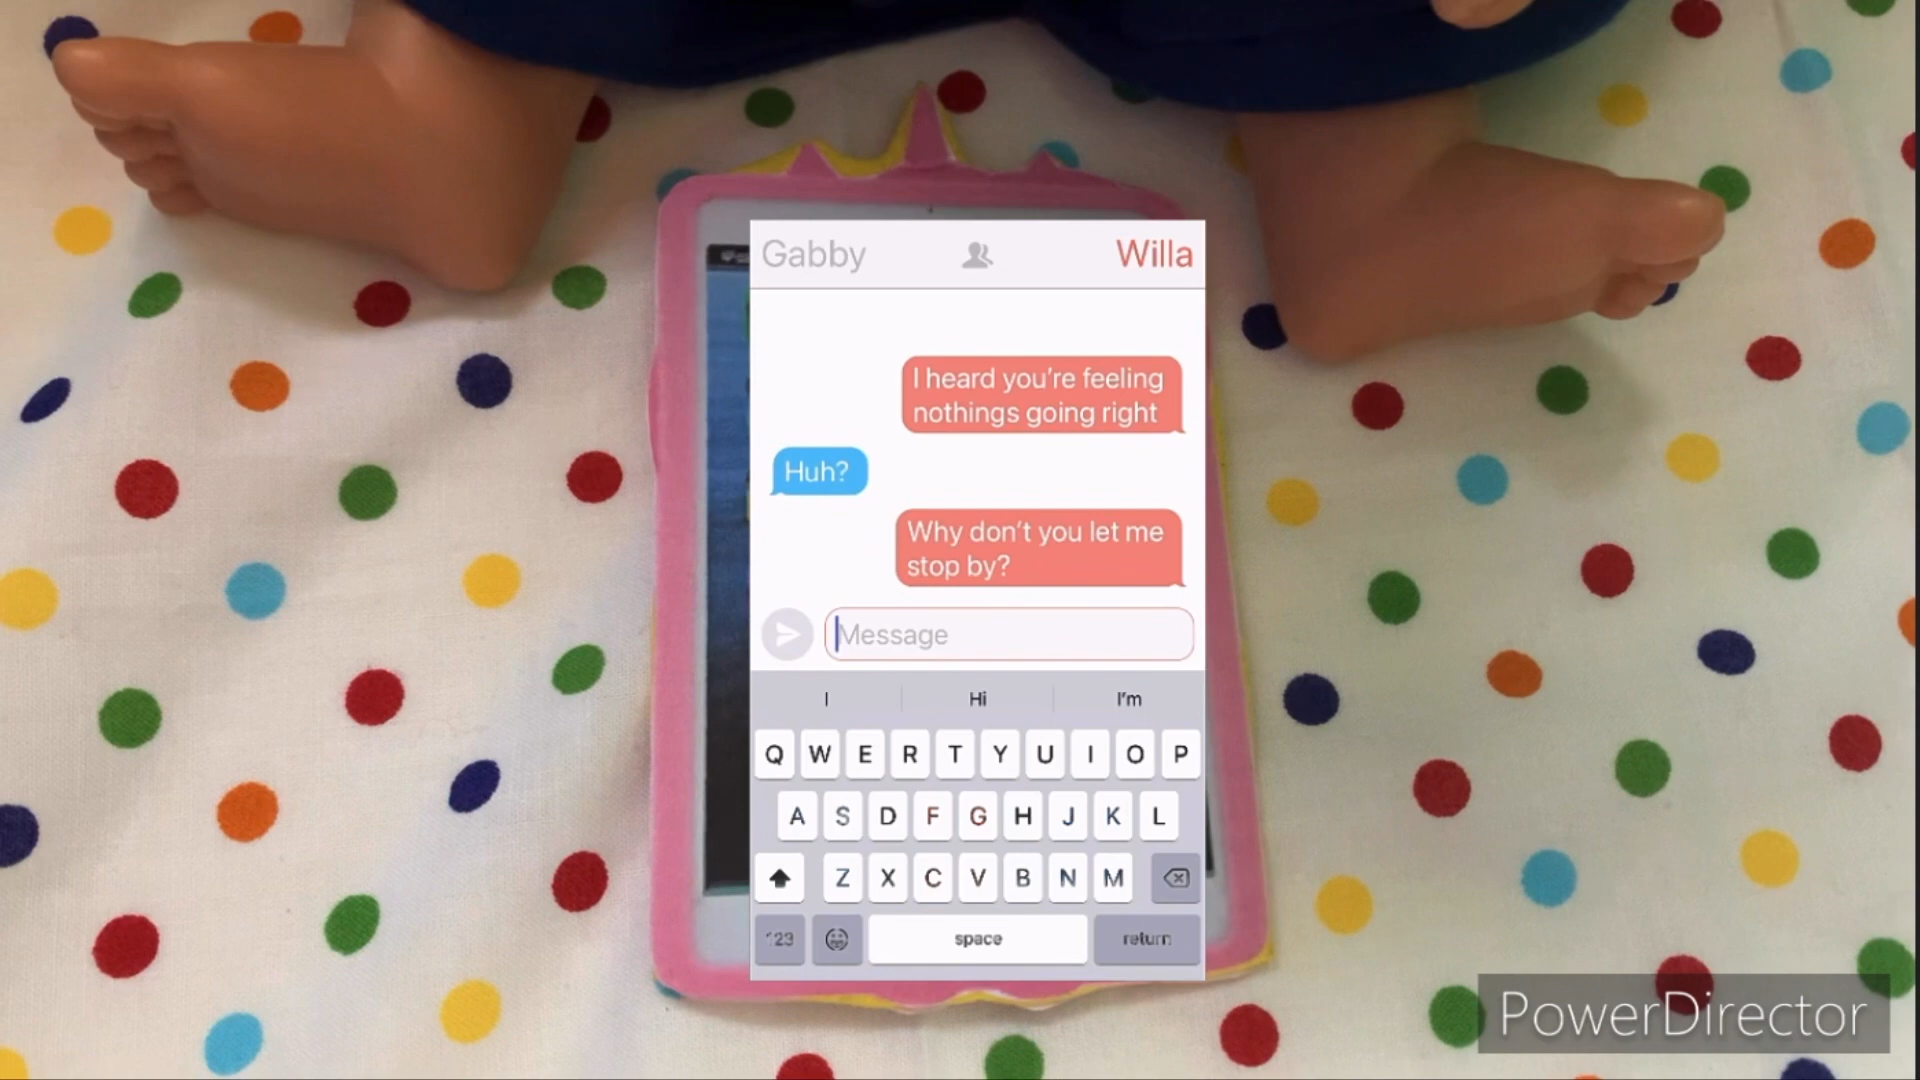 Gabby
Willa
I heard you're feeling
nothings going right
Huh?
Why don't you let me
stop by?
Message
I Hi I'm
Q W E R T Y U I O P
A S D F G H J K L
Z X C V B N M
123 space return
PowerDirector